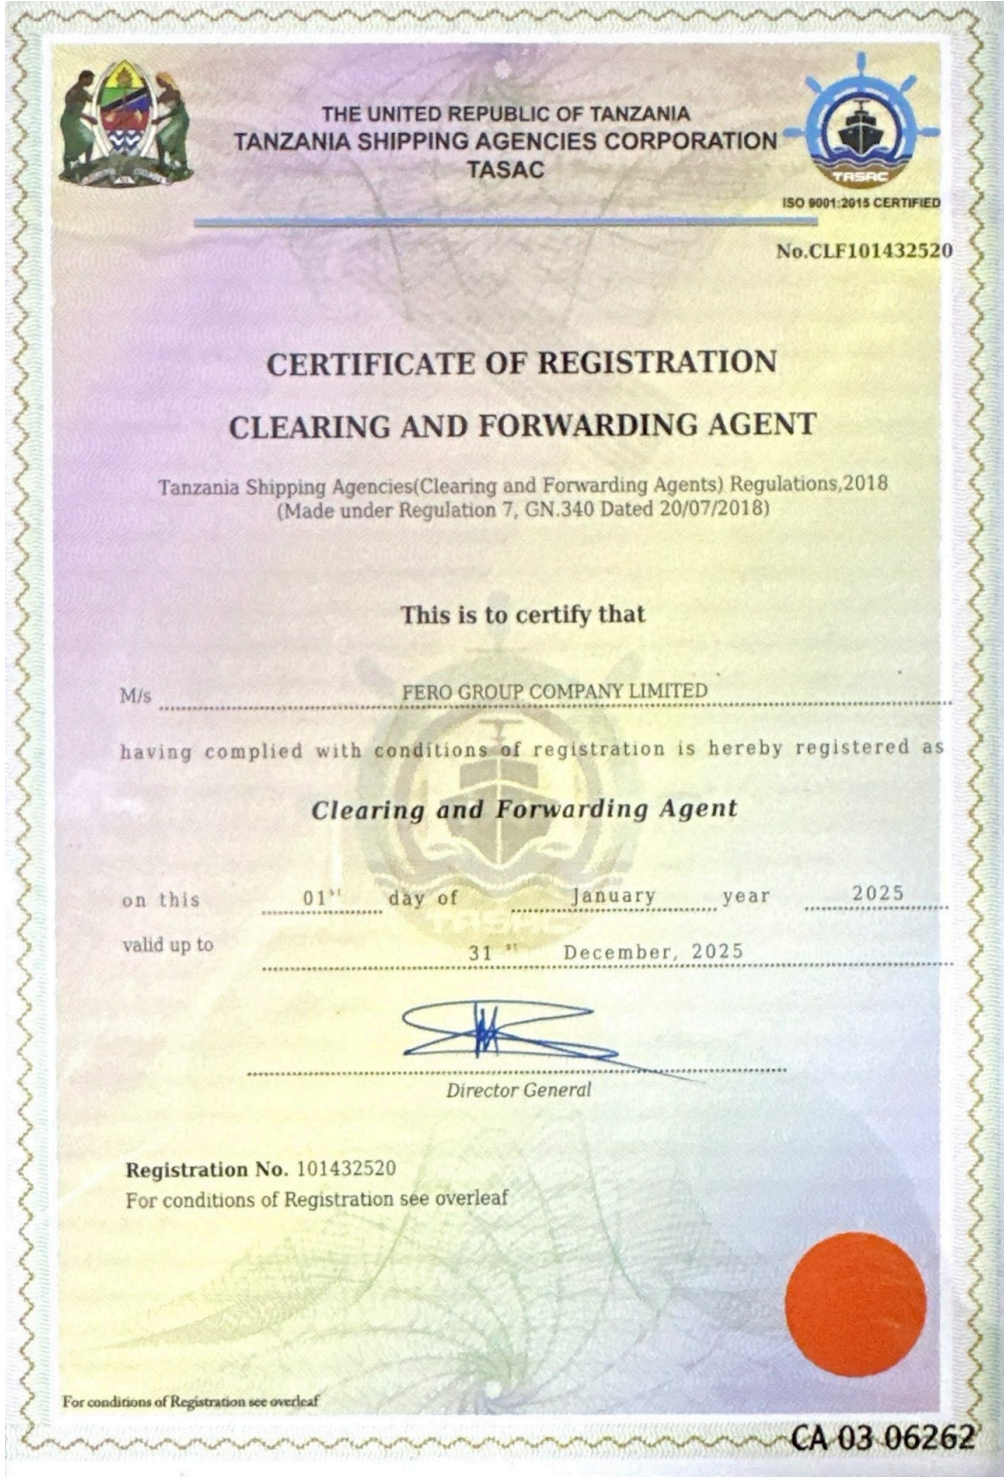 THE UNITED REPUBLIC OF TANZANIA
TANZANIA SHIPPING AGENCIES CORPORATION
TASAC
TASAC
ISO 9001:2015 CERTIFIED
No.CLF101432520
CERTIFICATE OF REGISTRATION
CLEARING AND FORWARDING AGENT
Tanzania Shipping Agencies(Clearing and Forwarding Agents) Regulations,2018
(Made under Regulation 7, GN.340 Dated 20/07/2018)
This is to certify that
M/s FERO GROUP COMPANY LIMITED
having complied with conditions of registration is hereby registered as
Clearing and Forwarding Agent
on this 01st day of January year 2025
TASAC
valid up to 31 st December, 2025
Director General
Registration No. 101432520
For conditions of Registration see overleaf
For conditions of Registration see overleaf
CA 03 06262